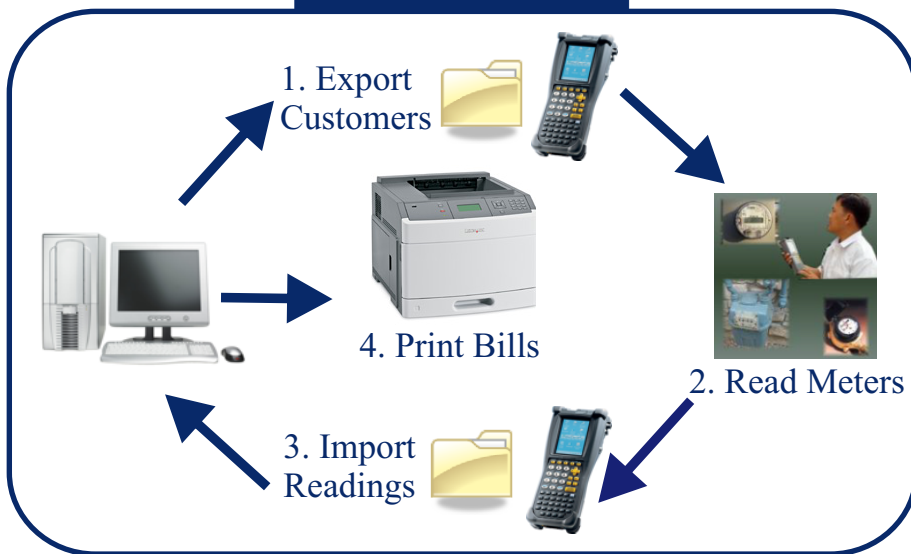 1. Export
Customers
4. Print Bills
2. Read Meters
3. Import
Readings